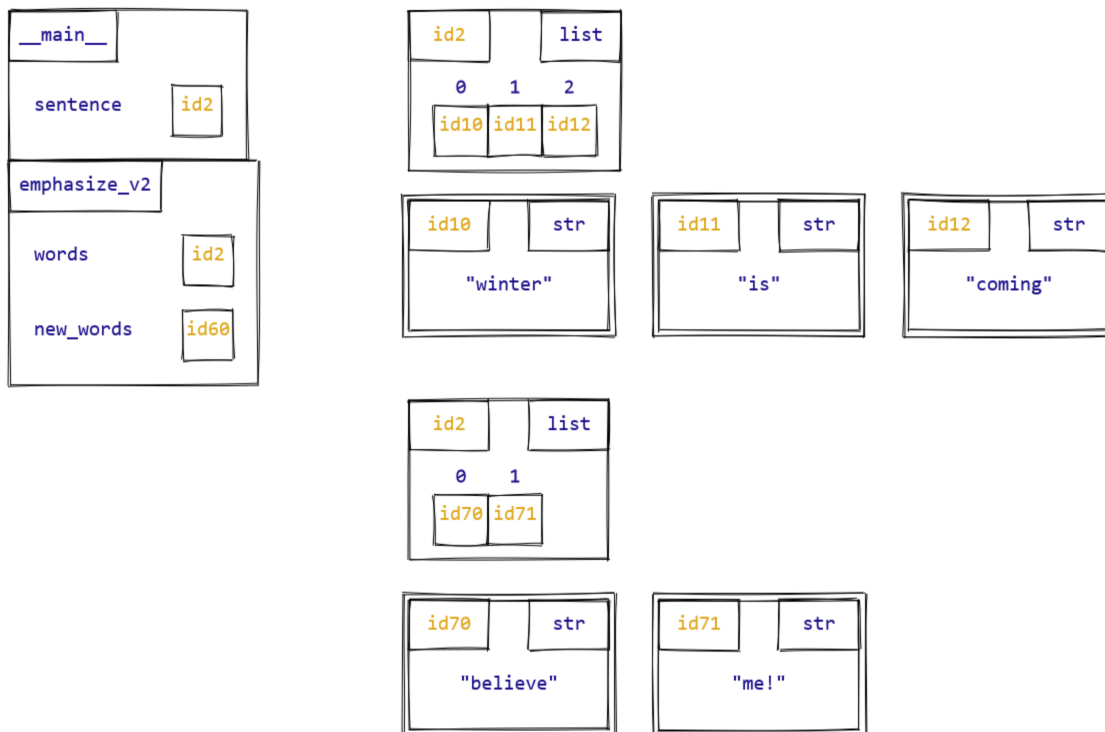 __main__
sentence id2
emphasize_v2
words id2
new_words id60
id2 list
0 1 2
id10 id11 id12
id10 str
"winter"
id11 str
"is"
id12 str
"coming"
id2 list
0 1
id70 id71
id70 str
"believe"
id71 str
"me!"